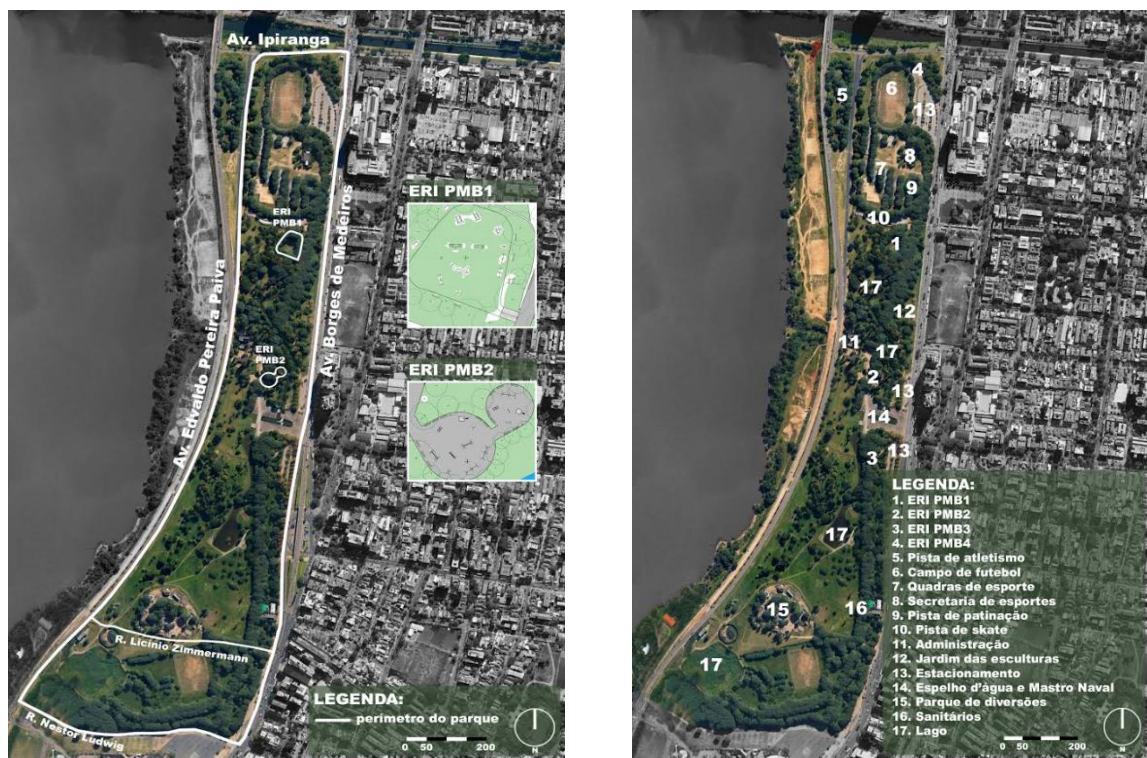 Av. Ipiranga
ERI PMB1
ERI
PMB1
Av. Edvaldo Pereira Paiva
Av. Borges de Medeiros
ERI
PMB2
ERI PMB2
R. Licínio Zimmermann
R. Nestor Ludwig
LEGENDA:
perímetro do parque
0 50 200
N
4
5
6
13
8
7
9
10
1
17
12
11
17
2
13
14
13
3
17
15
16
17
LEGENDA:
1. ERI PMB1
2. ERI PMB2
3. ERI PMB3
4. ERI PMB4
5. Pista de atletismo
6. Campo de futebol
7. Quadras de esporte
8. Secretaria de esportes
9. Pista de patinação
10. Pista de skate
11. Administração
12. Jardim das esculturas
13. Estacionamento
14. Espelho d'água e Mastro Naval
15. Parque de diversões
16. Sanitários
17. Lago
0 50 200
N